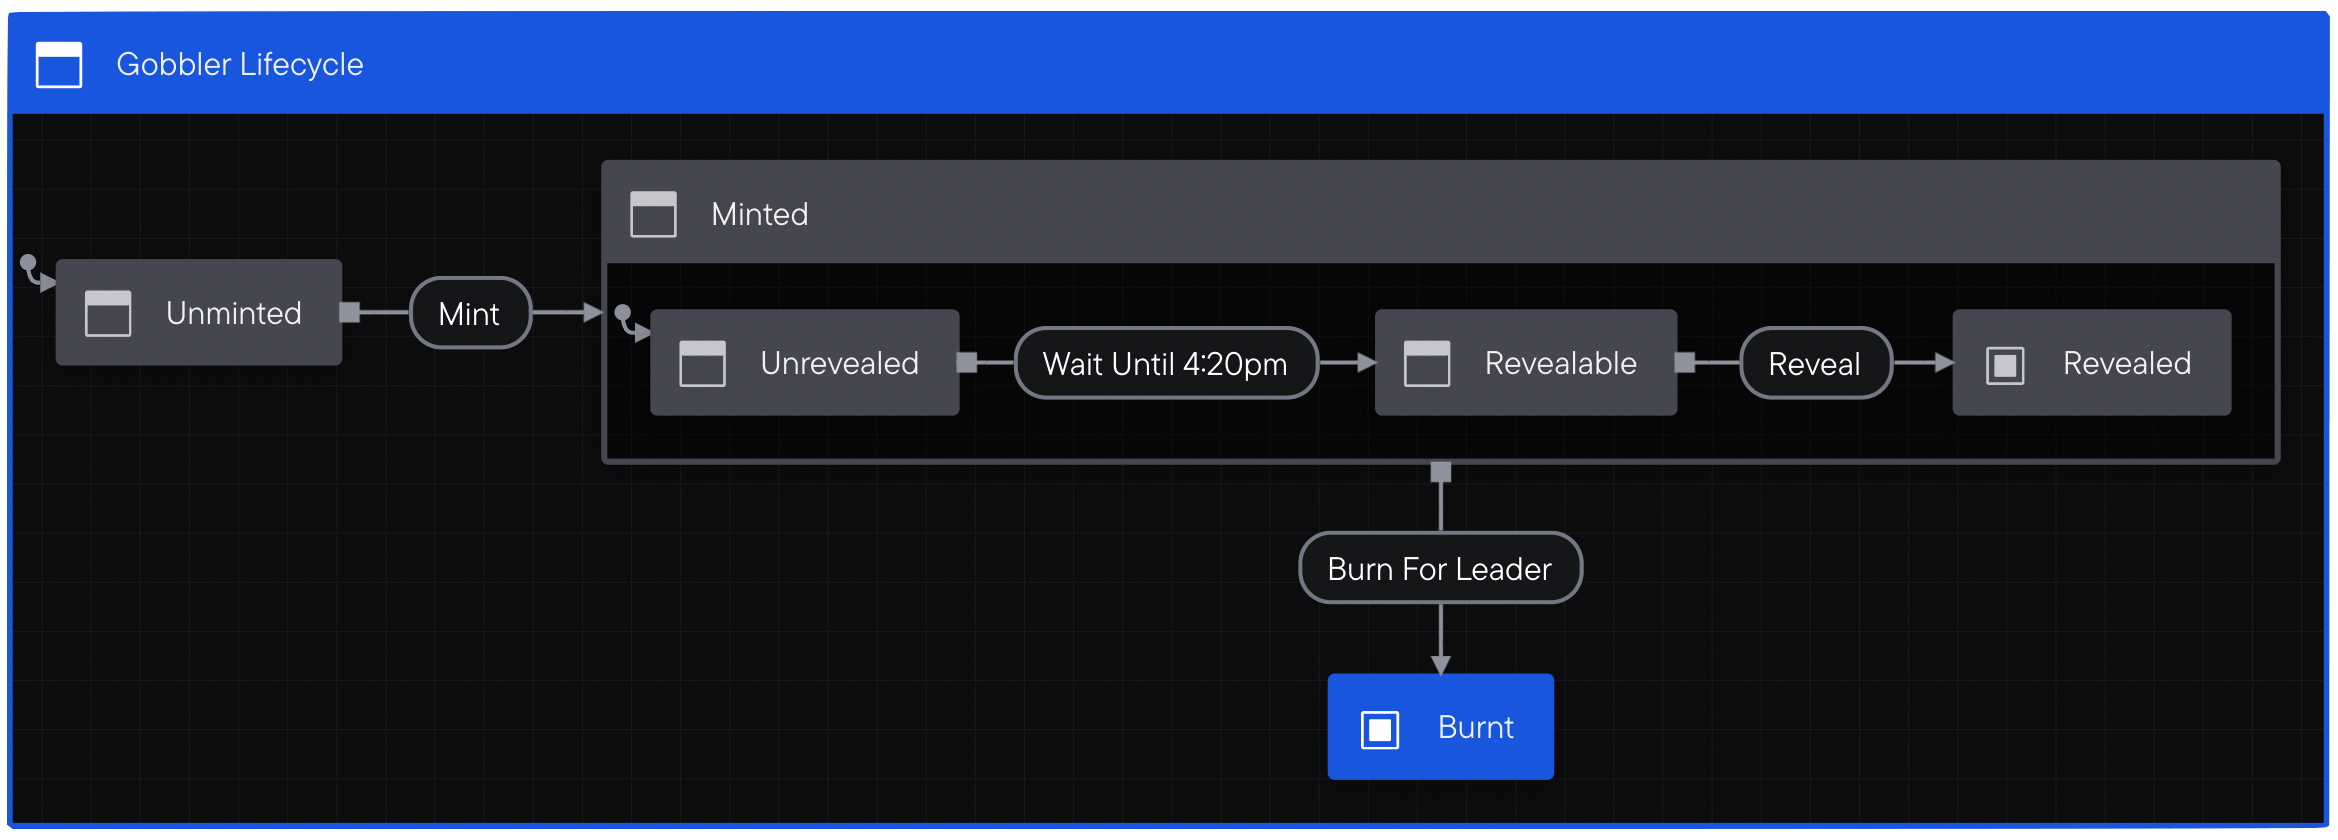 Gobbler Lifecycle
Minted
Unminted
Mint
Unrevealed
Wait Until 4:20pm
Revealable
Reveal
Revealed
Burn For Leader
Burnt